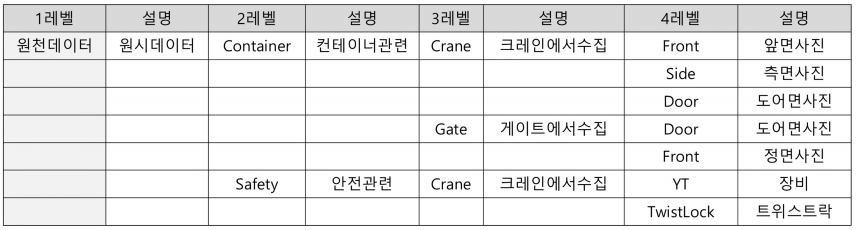 1레벨 설명 2레벨 설명 3레벨 설명 4레벨 설명
원천데이터 원시데이터 Container 컨테이너관련 Crane 크레인에서수집 Front 앞면사진
Side 측면사진
Door 도어면사진
Gate 게이트에서수집 Door 도어면사진
Front 정면사진
Safety 안전관련 Crane 크레인에서수집 YT 장비
TwistLock 트위스트락